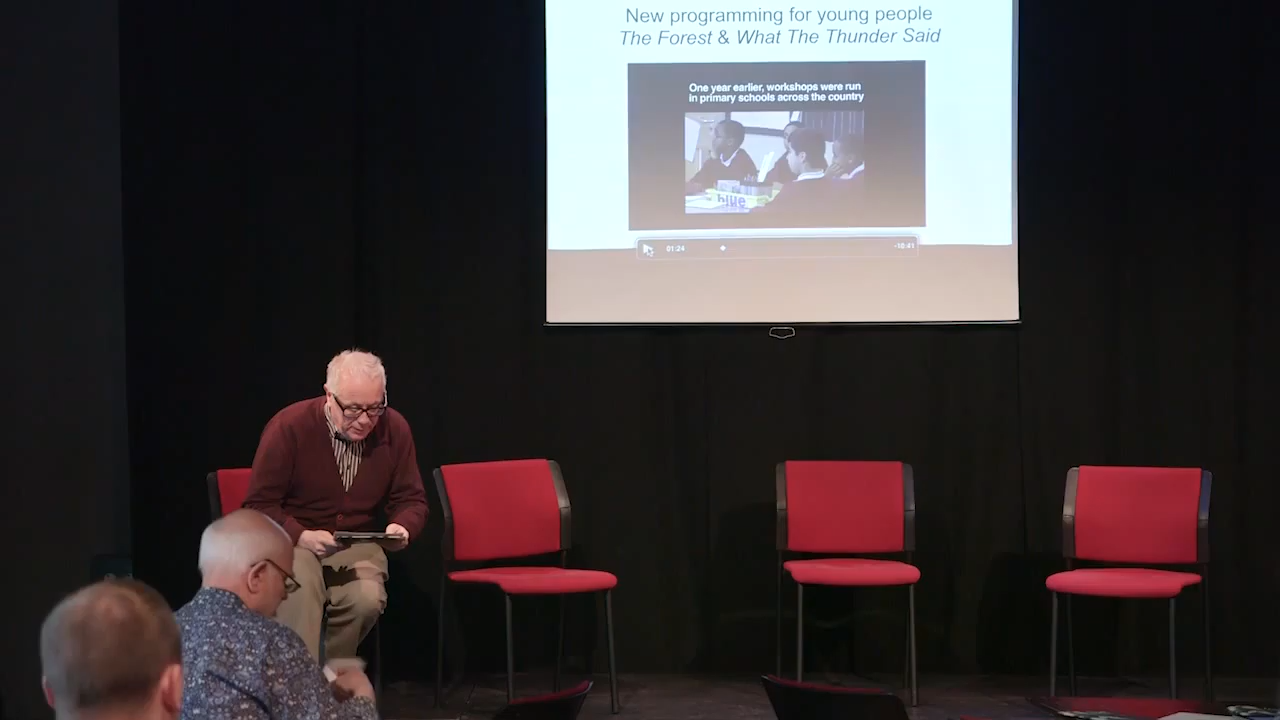 New programming for young people
The Forest & What The Thunder Said
One year earlier, workshops were run
in primary schools across the country
blue
01:24
-10:41